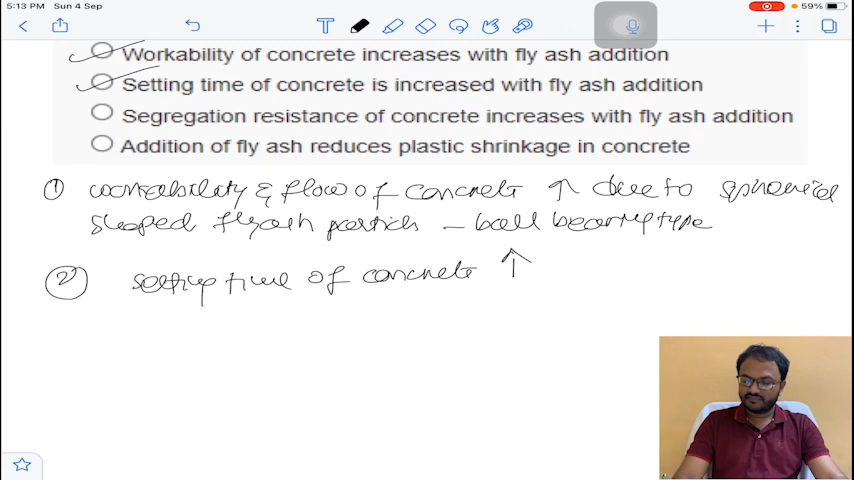 5:13 PM Sun 4 Sep
59%
Workability of concrete increases with fly ash addition
Setting time of concrete is increased with fly ash addition
Segregation resistance of concrete increases with fly ash addition
Addition of fly ash reduces plastic shrinkage in concrete
① workability & flow of concrete ↑ due to spherical
shaped flyash particles – ball bearing type
② setting time of concrete ↑